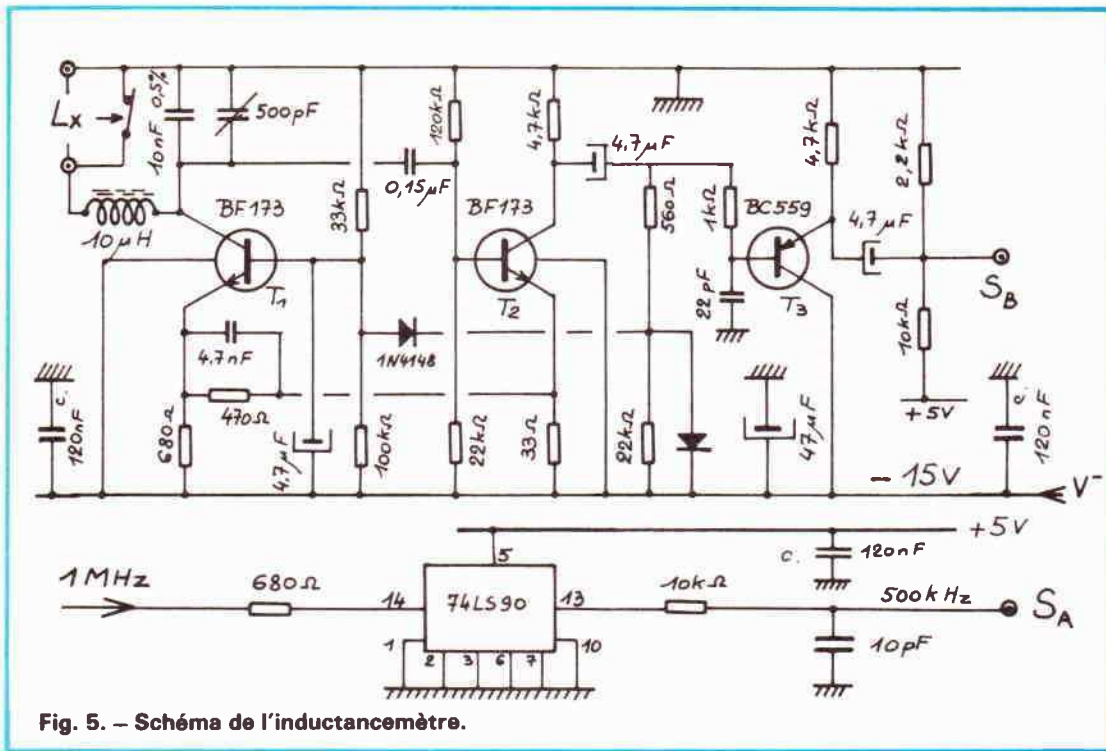 Lx
10nF 0,5%
500pF
10µH
BF173
T1
33kΩ
0,15µF
120kΩ
4,7kΩ
4,7µF
BF173
T2
560Ω
1kΩ
BC559
T3
22pF
4,7kΩ
2,2kΩ
4,7µF
SB
10kΩ
+5V
c.
120nF
4,7nF
470Ω
680Ω
4,7µF
1N4148
100kΩ
22kΩ
33Ω
22kΩ
47µF
c.
120nF
- 15V
V-
1MHz
680Ω
14
5
74LS90
13
1
2
3
6
7
10
10kΩ
+5V
c.
120nF
500kHz
SA
10pF
Fig. 5. – Schéma de l'inductancemètre.